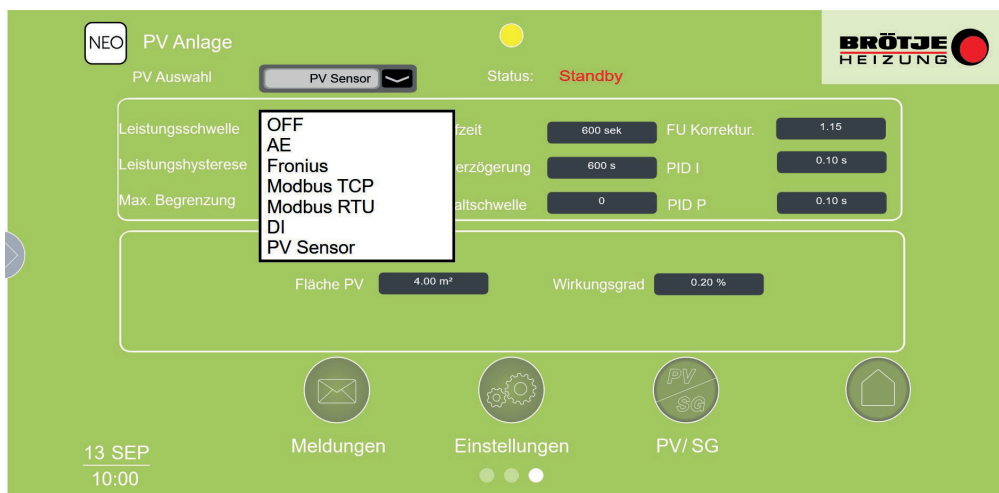 NEO PV Anlage
BRÖTJE
HEIZUNG
PV Auswahl PV Sensor Status: Standby
Leistungsschwelle fzeit 600 sek FU Korrektur. 1.15
Leistungshysterese erzögerung 600 s PID I 0.10 s
Max. Begrenzung altschwelle 0 PID P 0.10 s
OFF
AE
Fronius
Modbus TCP
Modbus RTU
DI
PV Sensor
Fläche PV 4.00 m² Wirkungsgrad 0.20 %
PV
SG
Meldungen Einstellungen PV/ SG
13 SEP
10:00